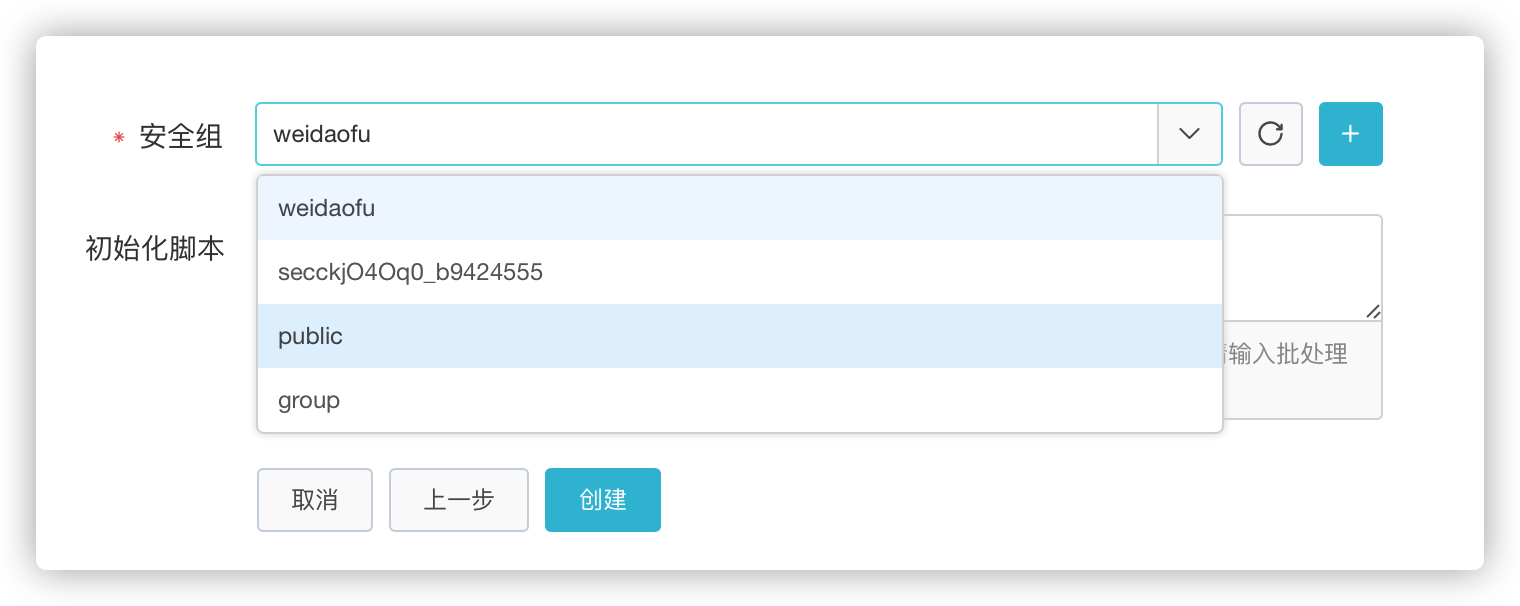 * 安全组
weidaofu
weidaofu
secckjO4Oq0_b9424555
public
group
初始化脚本
输入批处理
取消
上一步
创建